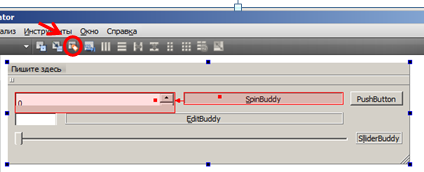 ator
ализ Инструменты Окно Справка
Пишите здесь
0
SpinBuddy
PushButton
EditBuddy
SliderBuddy